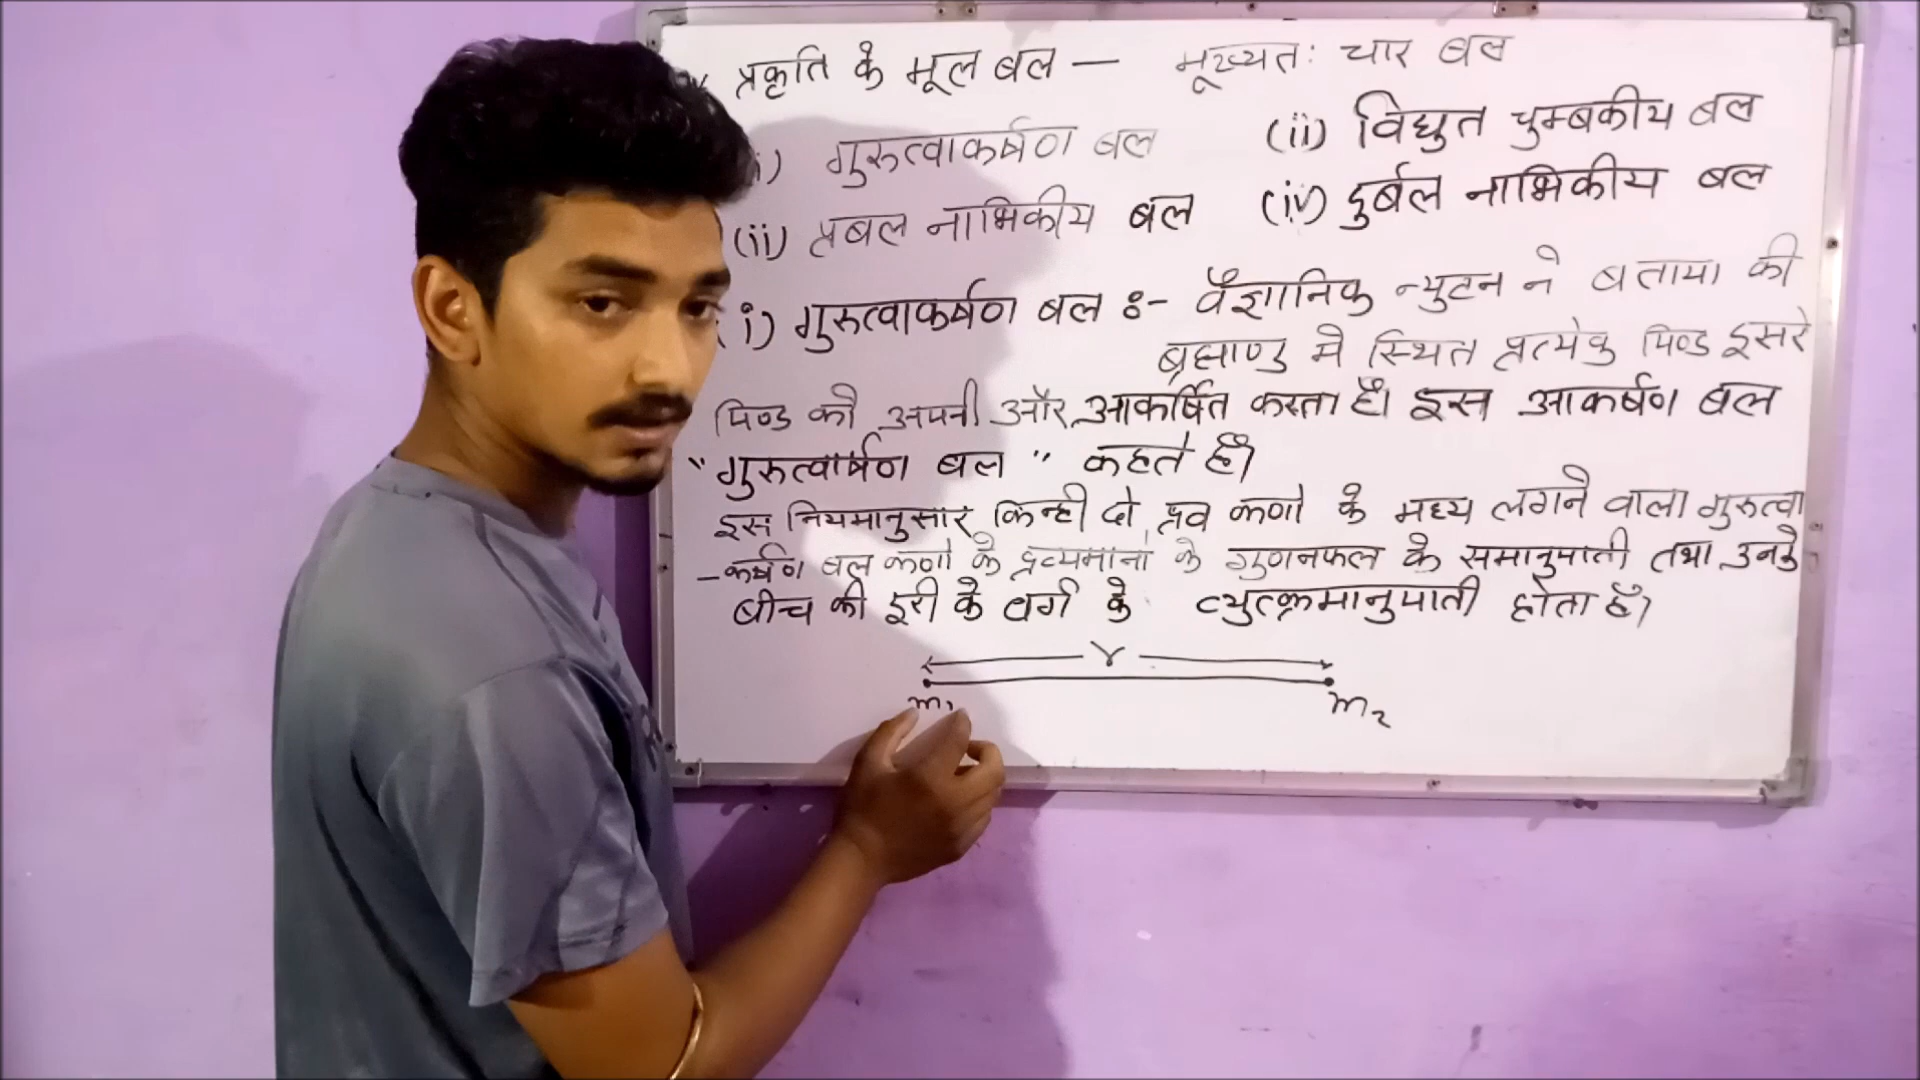 प्रकृति के मूल बल — मूख्यतः चार बल
i) गुरुत्वाकर्षण बल (ii) विद्युत चुम्बकीय बल
(ii) प्रबल नाभिकीय बल (iv) दुर्बल नाभिकीय बल
(i) गुरुत्वाकर्षण बल :- वैज्ञानिक न्युटन ने बताया की
ब्रह्माण्ड मे स्थित प्रत्येक पिण्ड दुसरे
पिण्ड को अपनी और आकर्षित करता है। इस आकर्षण बल
"गुरुत्वार्षण बल" कहते है।
इस नियमानुसार किन्ही दो द्रव कणो के मध्य लगने वाला गुरुत्वा
-कर्षण बल कणो के द्रव्यमानो के गुणनफल के समानुपाती तथा उनके
बीच की दुरी के वर्ग के व्युत्क्रमानुपाती होता है।
r
m₁ m₂